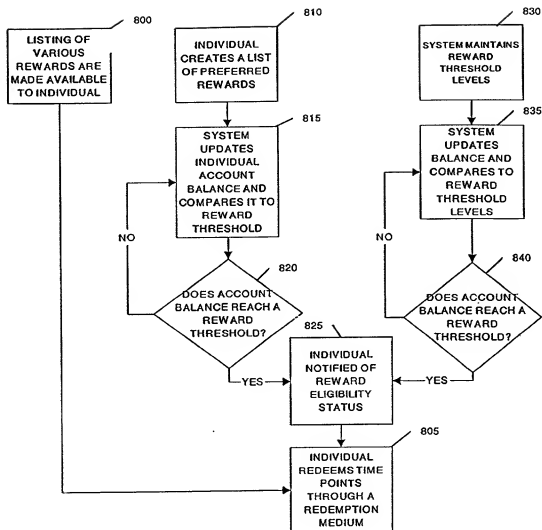 800
LISTING OF
VARIOUS
REWARDS ARE
MADE AVAILABLE
TO INDIVIDUAL
810
INDIVIDUAL
CREATES A LIST
OF PREFERRED
REWARDS
830
SYSTEM MAINTAINS
REWARD
THRESHOLD
LEVELS
815
SYSTEM
UPDATES
INDIVIDUAL
ACCOUNT
BALANCE AND
COMPARES IT TO
REWARD
THRESHOLD
835
SYSTEM
UPDATES
BALANCE AND
COMPARES TO
REWARD
THRESHOLD
LEVELS
NO
NO
820
DOES ACCOUNT
BALANCE REACH A
REWARD
THRESHOLD?
840
DOES ACCOUNT
BALANCE REACH A
REWARD
THRESHOLD?
825
INDIVIDUAL
NOTIFIED OF
REWARD
ELIGIBILITY
STATUS
YES
YES
805
INDIVIDUAL
REDEEMS TIME
POINTS
THROUGH A
REDEMPTION
MEDIUM